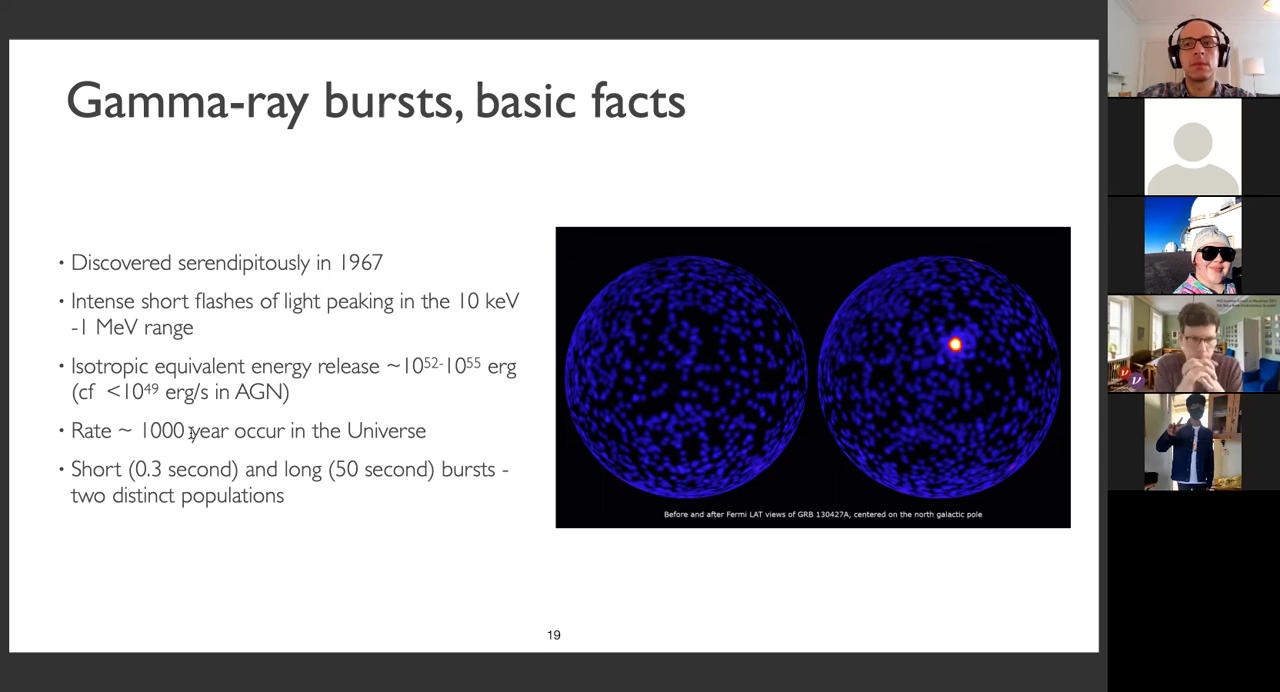 Gamma-ray bursts, basic facts
• Discovered serendipitously in 1967
• Intense short flashes of light peaking in the 10 keV
-1 MeV range
• Isotropic equivalent energy release ~10⁵²-10⁵⁵ erg
(cf <10⁴⁹ erg/s in AGN)
• Rate ~ 1000 year occur in the Universe
• Short (0.3 second) and long (50 second) bursts -
two distinct populations
Before and after Fermi LAT views of GRB 130427A, centered on the north galactic pole
19